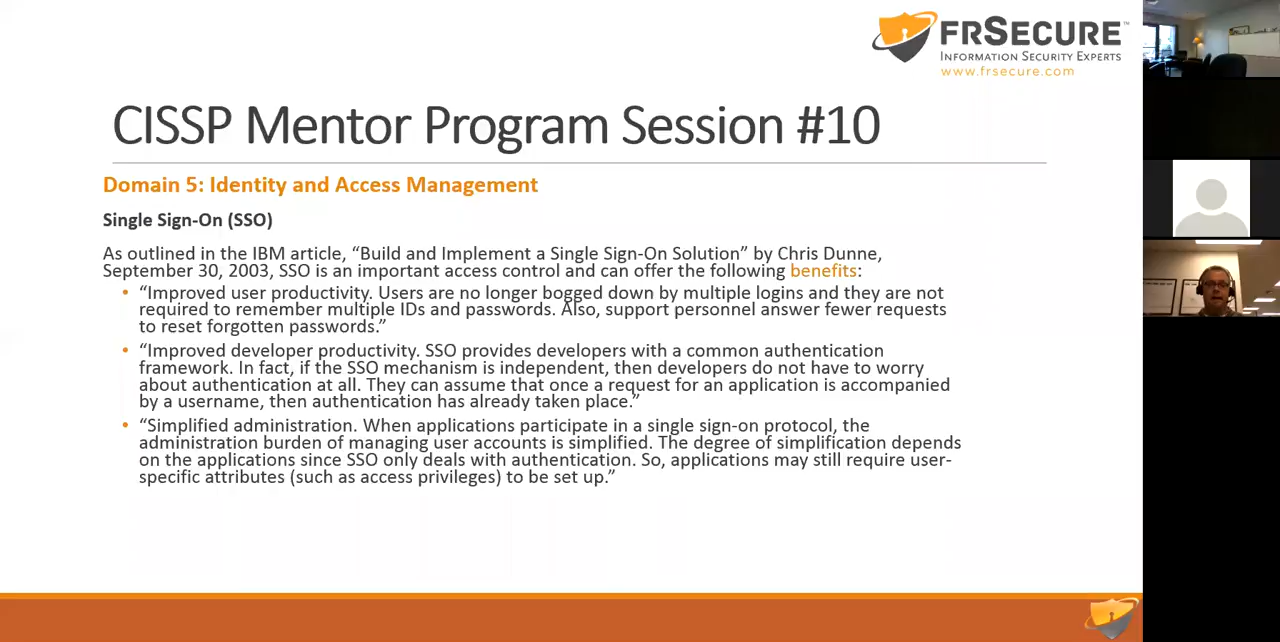 FRSECURE™
INFORMATION SECURITY EXPERTS
www.frsecure.com
CISSP Mentor Program Session #10
Domain 5: Identity and Access Management
Single Sign-On (SSO)
As outlined in the IBM article, “Build and Implement a Single Sign-On Solution” by Chris Dunne,
September 30, 2003, SSO is an important access control and can offer the following benefits:
• “Improved user productivity. Users are no longer bogged down by multiple logins and they are not
required to remember multiple IDs and passwords. Also, support personnel answer fewer requests
to reset forgotten passwords.”
• “Improved developer productivity. SSO provides developers with a common authentication
framework. In fact, if the SSO mechanism is independent, then developers do not have to worry
about authentication at all. They can assume that once a request for an application is accompanied
by a username, then authentication has already taken place.”
• “Simplified administration. When applications participate in a single sign-on protocol, the
administration burden of managing user accounts is simplified. The degree of simplification depends
on the applications since SSO only deals with authentication. So, applications may still require user-
specific attributes (such as access privileges) to be set up.”